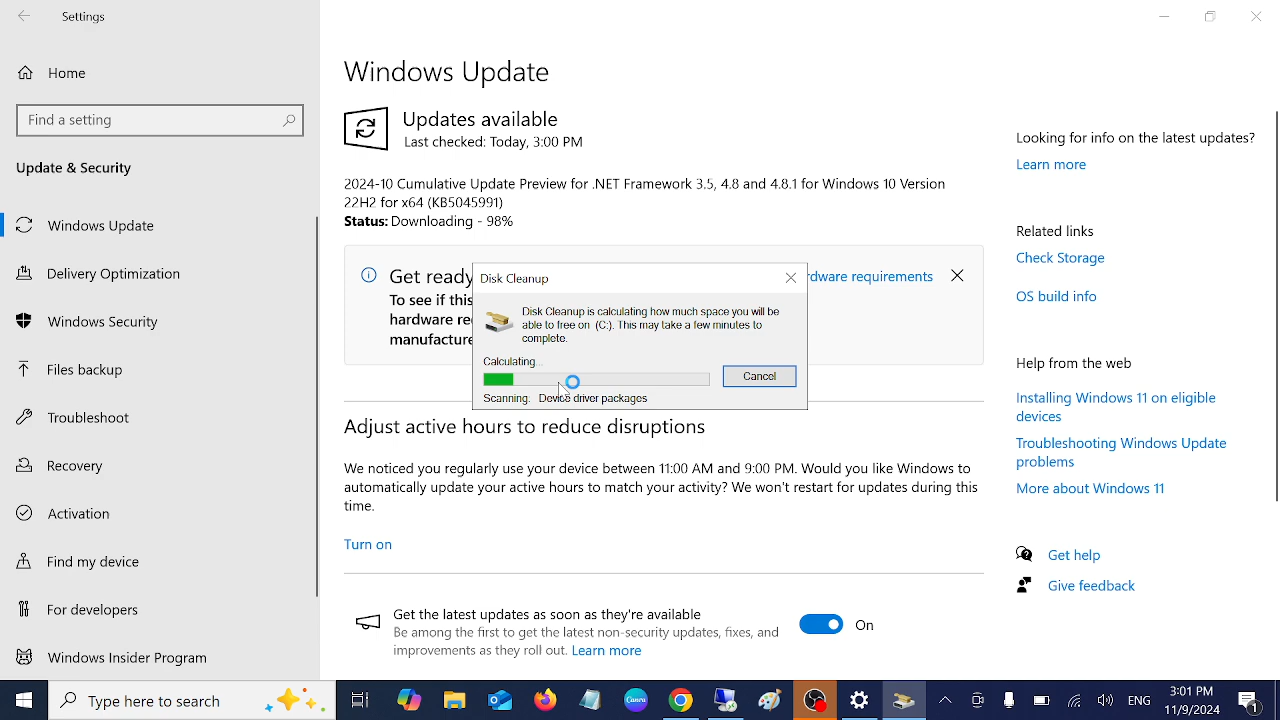 Settings
Home
Find a setting
Update & Security
Windows Update
Delivery Optimization
Windows Security
Files backup
Troubleshoot
Recovery
Activation
Find my device
For developers
Windows Insider Program
Windows Update
Updates available
Last checked: Today, 3:00 PM
2024-10 Cumulative Update Preview for .NET Framework 3.5, 4.8 and 4.8.1 for Windows 10 Version
22H2 for x64 (KB5045991)
Status: Downloading - 98%
Get ready
To see if this
hardware re
manufacture
rdware requirements
Disk Cleanup
Disk Cleanup is calculating how much space you will be
able to free on (C:). This may take a few minutes to
complete.
Calculating...
Cancel
Scanning: Device driver packages
Adjust active hours to reduce disruptions
We noticed you regularly use your device between 11:00 AM and 9:00 PM. Would you like Windows to
automatically update your active hours to match your activity? We won't restart for updates during this
time.
Turn on
Get the latest updates as soon as they're available
Be among the first to get the latest non-security updates, fixes, and
improvements as they roll out. Learn more
On
Looking for info on the latest updates?
Learn more
Related links
Check Storage
OS build info
Help from the web
Installing Windows 11 on eligible
devices
Troubleshooting Windows Update
problems
More about Windows 11
Get help
Give feedback
Type here to search
Canva
ENG
3:01 PM
11/9/2024
1